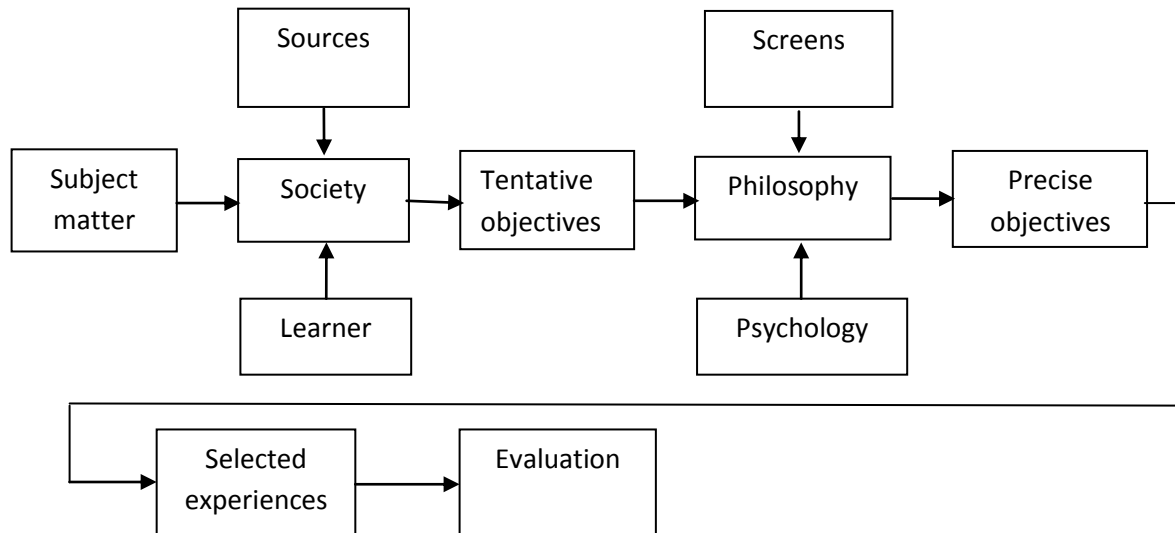 Sources
Screens
Subject
matter
Society
Tentative
objectives
Philosophy
Precise
objectives
Learner
Psychology
Selected
experiences
Evaluation